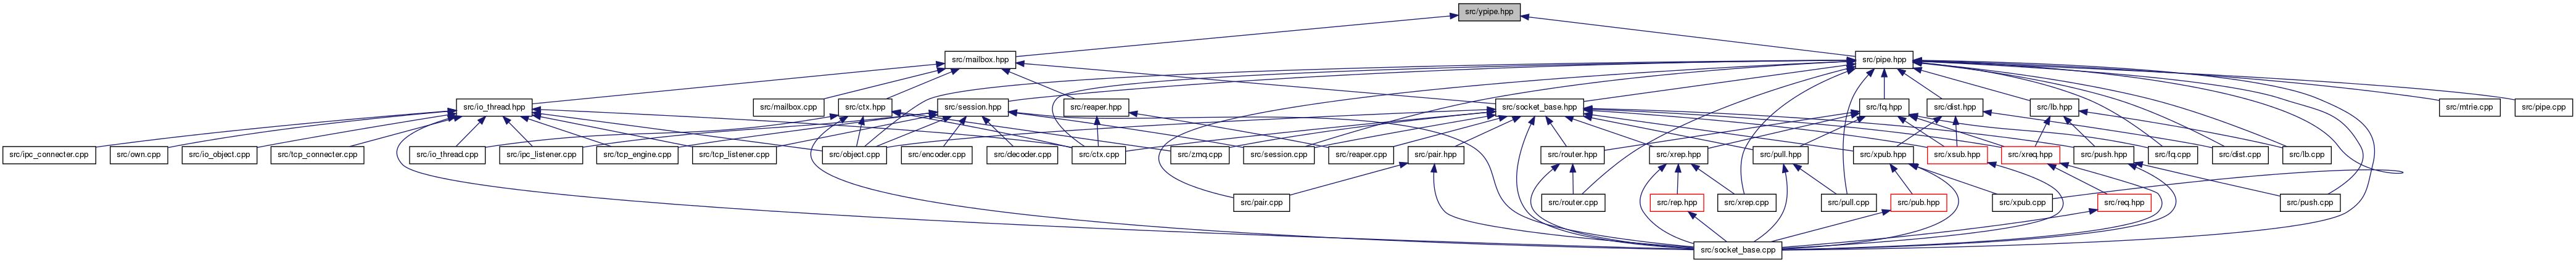 src/ypipe.hpp
src/mailbox.hpp
src/pipe.hpp
src/io_thread.hpp
src/mailbox.cpp
src/ctx.hpp
src/session.hpp
src/reaper.hpp
src/socket_base.hpp
src/fq.hpp
src/dist.hpp
src/lb.hpp
src/mtrie.cpp
src/pipe.cpp
src/ipc_connecter.cpp
src/own.cpp
src/io_object.cpp
src/tcp_connecter.cpp
src/io_thread.cpp
src/ipc_listener.cpp
src/tcp_engine.cpp
src/tcp_listener.cpp
src/object.cpp
src/encoder.cpp
src/decoder.cpp
src/ctx.cpp
src/zmq.cpp
src/session.cpp
src/reaper.cpp
src/pair.hpp
src/router.hpp
src/xrep.hpp
src/pull.hpp
src/xpub.hpp
src/xsub.hpp
src/xreq.hpp
src/push.hpp
src/fq.cpp
src/dist.cpp
src/lb.cpp
src/pair.cpp
src/router.cpp
src/rep.hpp
src/xrep.cpp
src/pull.cpp
src/pub.hpp
src/xpub.cpp
src/req.hpp
src/push.cpp
src/socket_base.cpp